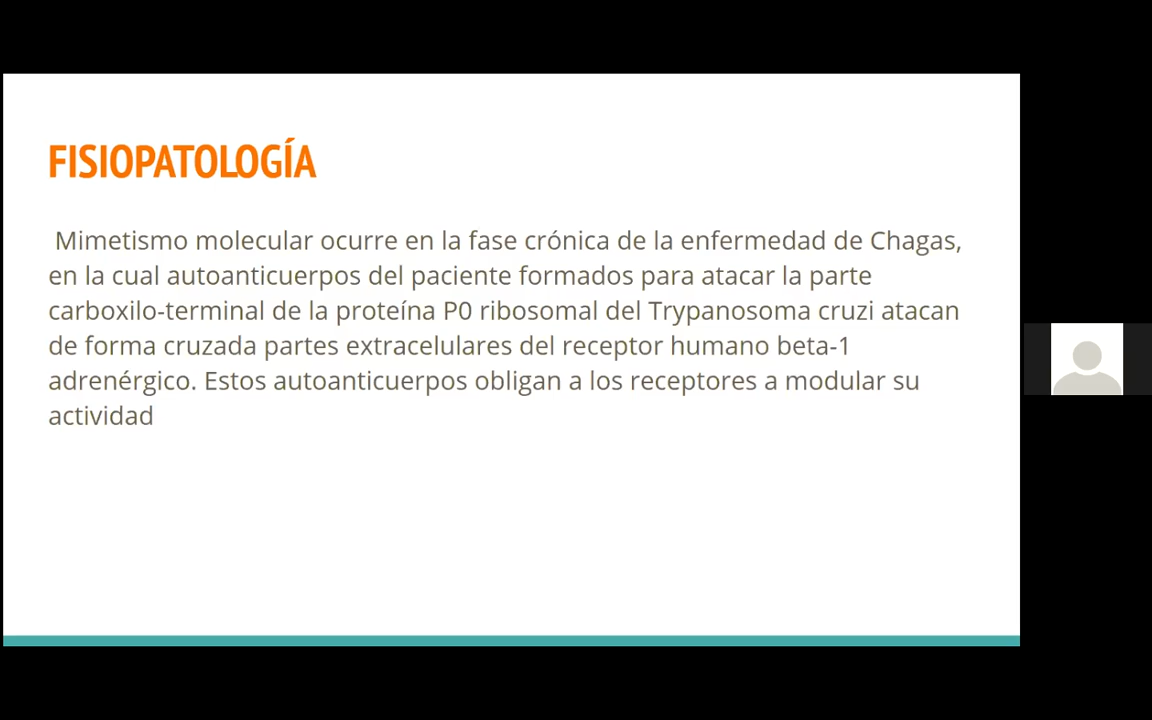 FISIOPATOLOGÍA
Mimetismo molecular ocurre en la fase crónica de la enfermedad de Chagas,
en la cual autoanticuerpos del paciente formados para atacar la parte
carboxilo-terminal de la proteína P0 ribosomal del Trypanosoma cruzi atacan
de forma cruzada partes extracelulares del receptor humano beta-1
adrenérgico. Estos autoanticuerpos obligan a los receptores a modular su
actividad